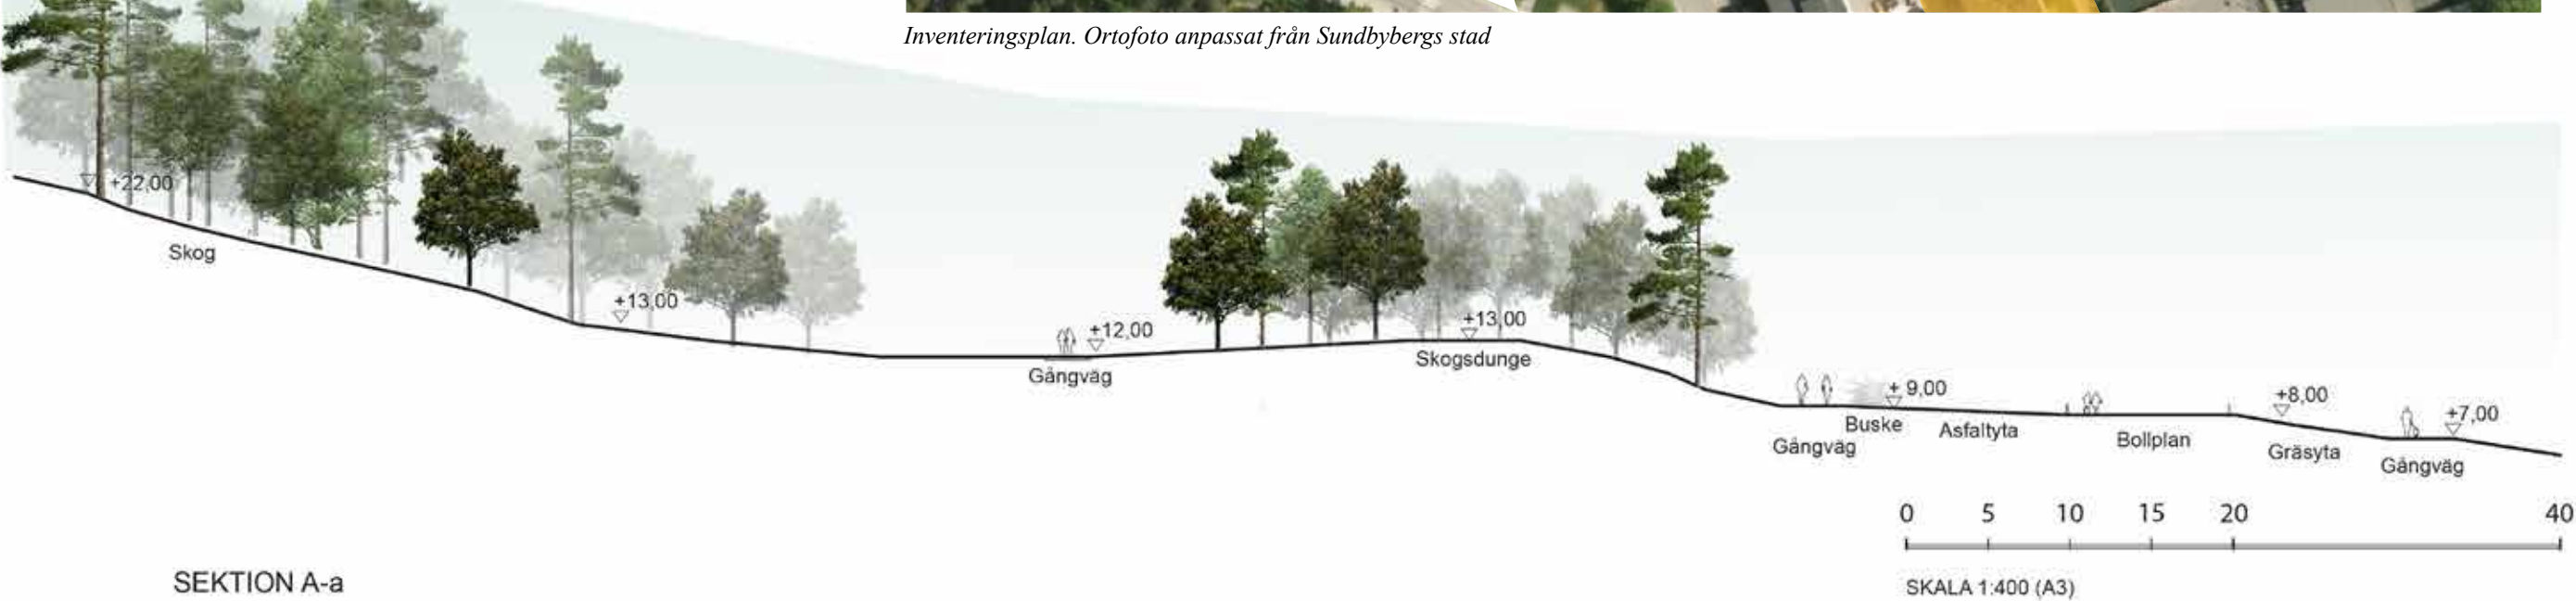 Inventeringsplan. Ortofoto anpassat från Sundbybergs stad
+22,00
Skog
+13,00
+12,00
Gångväg
+13,00
Skogsdunge
+ 9,00
Buske
Gångväg
Asfaltyta
Bollplan
+8,00
Gräsyta
+7,00
Gångväg
0 5 10 15 20 40
SKALA 1:400 (A3)
SEKTION A-a